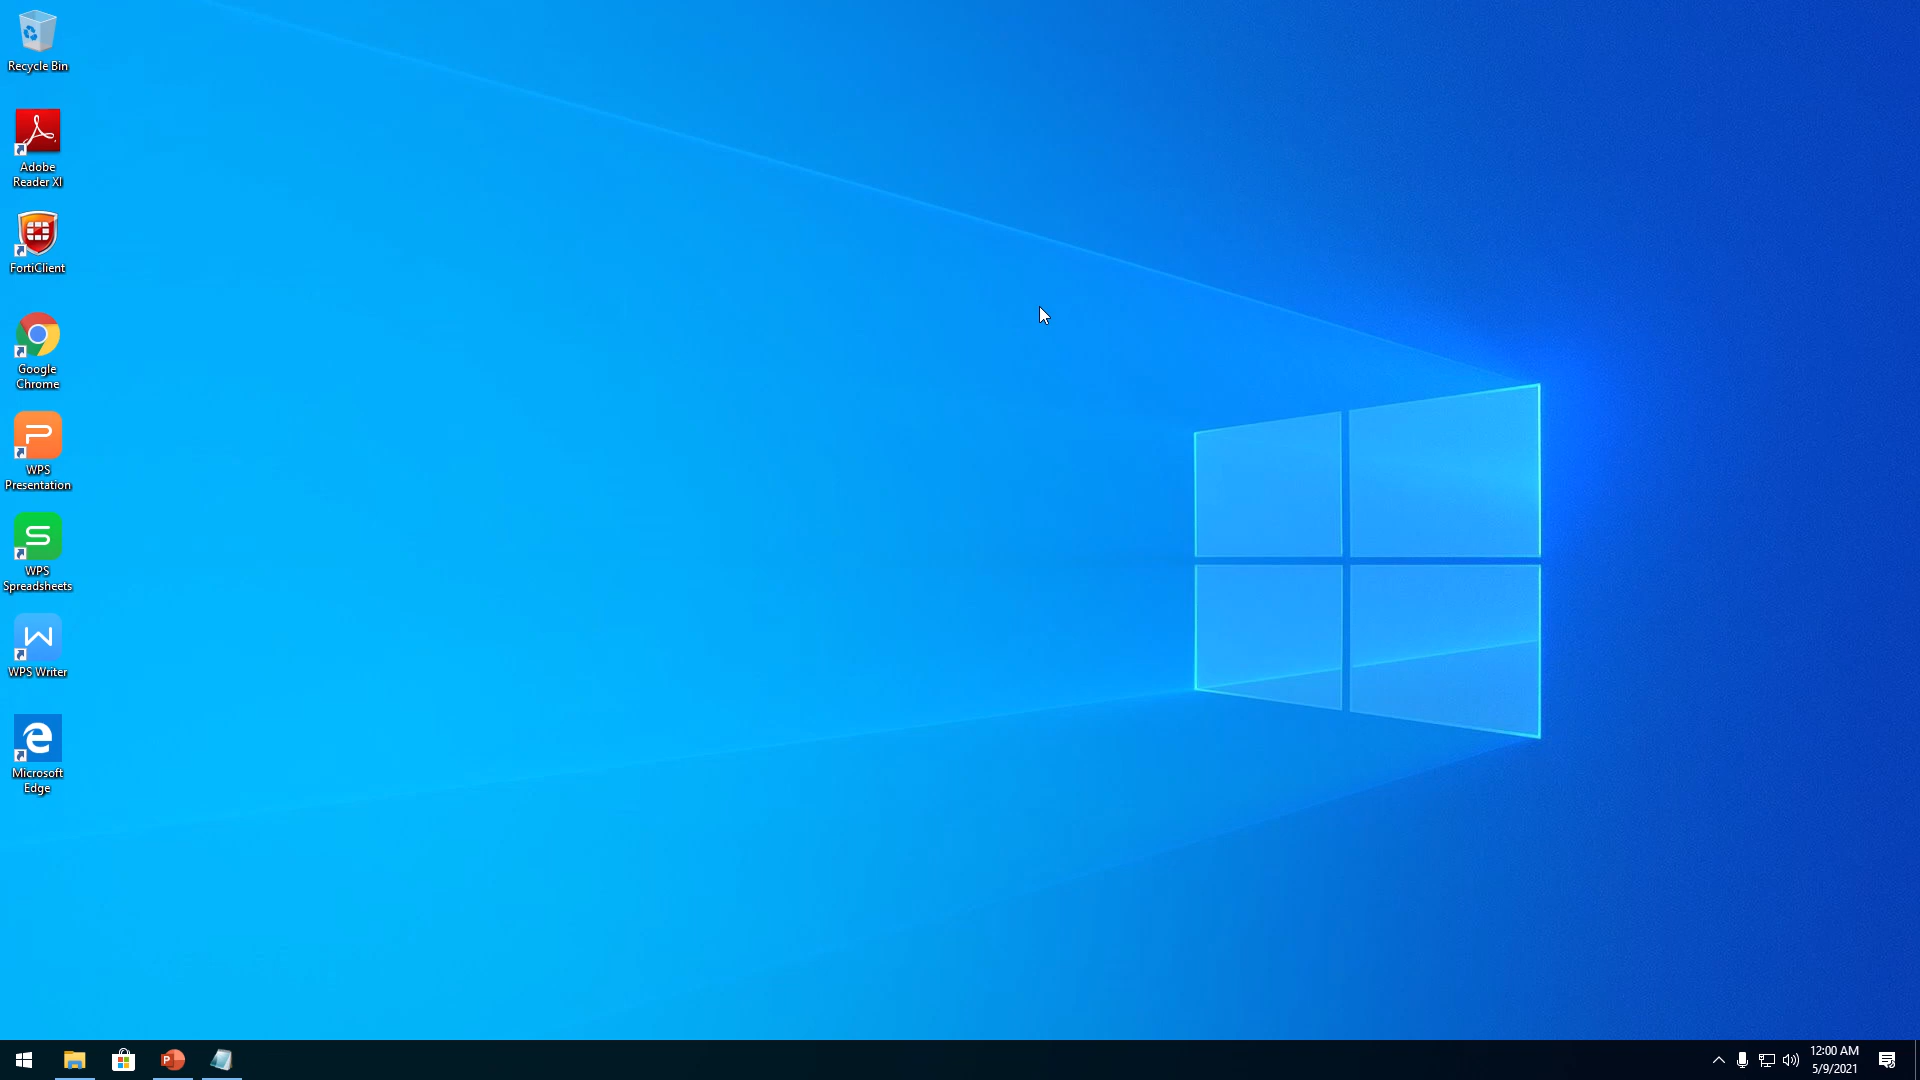 Recycle Bin
Adobe
Reader XI
FortiClient
Google
Chrome
P
WPS
Presentation
S
WPS
Spreadsheets
W
WPS Writer
Microsoft
Edge
P
12:00 AM
5/9/2021